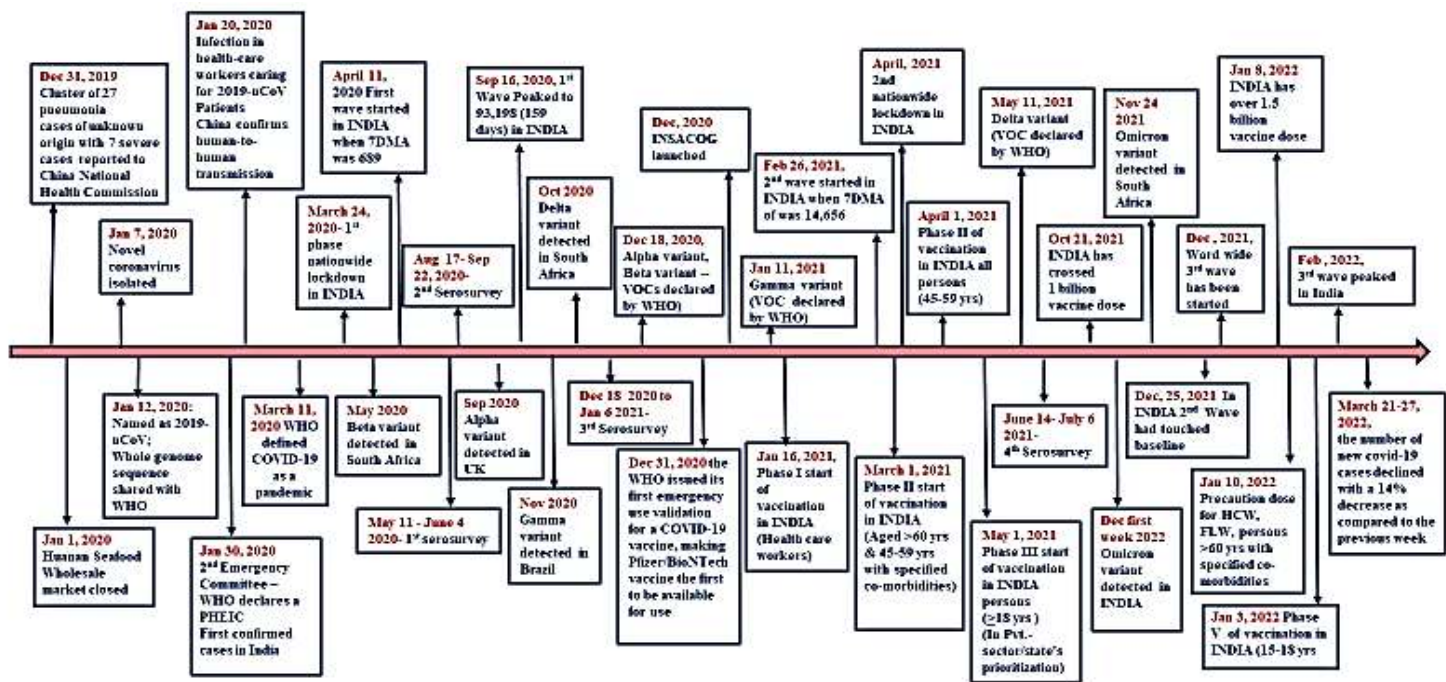 Dec 31, 2019
Cluster of 27
pneumonia
cases of unknown
origin with 7 severe
cases reported to
China National
Health Commission
Jan 7, 2020
Novel
coronavirus
isolated
Jan 20, 2020
Infection in
health-care
workers caring
for 2019-nCoV
Patients
China confirms
human-to-
human
transmission
March 24,
2020- 1st
phase
nationwide
lockdown
in INDIA
April 11,
2020 First
wave started
in INDIA
when 7DMA
was 689
Aug 17- Sep
22, 2020-
2nd Serosurvey
Sep 16, 2020, 1st
Wave Peaked to
93,198 (159
days) in INDIA
Oct 2020
Delta
variant
detected
in South
Africa
Dec 18, 2020,
Alpha variant,
Beta variant –
VOCs declared
by WHO)
Dec, 2020
INSACOG
launched
Jan 11, 2021
Gamma variant
(VOC declared
by WHO)
Feb 26, 2021,
2nd wave started in
INDIA when 7DMA
of was 14,656
April, 2021
2nd
nationwide
lockdown in
INDIA
April 1, 2021
Phase II of
vaccination
in INDIA all
persons
(45-59 yrs)
May 11, 2021
Delta variant
(VOC declared
by WHO)
Oct 21, 2021
INDIA has
crossed
1 billion
vaccine dose
Nov 24
2021
Omicron
variant
detected in
South
Africa
Dec , 2021,
Word wide
3rd wave
has been
started
Jan 8, 2022
INDIA has
over 1.5
billion
vaccine dose
Feb , 2022,
3rd wave peaked
in India
Jan 1, 2020
Huanan Seafood
Wholesale
market closed
Jan 12, 2020:
Named as 2019-
nCoV;
Whole genome
sequence
shared with
WHO
Jan 30, 2020
2nd Emergency
Committee –
WHO declares a
PHEIC
First confirmed
cases in India
March 11,
2020 WHO
defined
COVID-19
as a
pandemic
May 2020
Beta variant
detected in
South Africa
May 11 - June 4
2020- 1st serosurvey
Sep 2020
Alpha
variant
detected in
UK
Nov 2020
Gamma
variant
detected in
Brazil
Dec 18 2020 to
Jan 6 2021-
3rd Serosurvey
Dec 31, 2020 the
WHO issued its
first emergency
use validation
for a COVID-19
vaccine, making
Pfizer/BioNTech
vaccine the first
to be available
for use
Jan 16, 2021,
Phase I start
of
vaccination
in INDIA
(Health care
workers)
March 1, 2021
Phase II start
of vaccination
in INDIA
(Aged >60 yrs
& 45-59 yrs
with specified
co-morbidities)
May 1, 2021
Phase III start
of vaccination
in INDIA
persons
(≥18 yrs )
(In Pvt.-
sector/state's
prioritization)
June 14- July 6
2021-
4th Serosurvey
Dec first
week 2022
Omicron
variant
detected in
INDIA
Dec, 25, 2021 In
INDIA 2nd Wave
had touched
baseline
Jan 10, 2022
Precaution dose
for HCW,
FLW, persons
>60 yrs with
specified co-
morbidities
Jan 3, 2022 Phase
V of vaccination in
INDIA (15-18 yrs
March 21-27,
2022,
the number of
new covid-19
cases declined
with a 14%
decrease as
compared to the
previous week